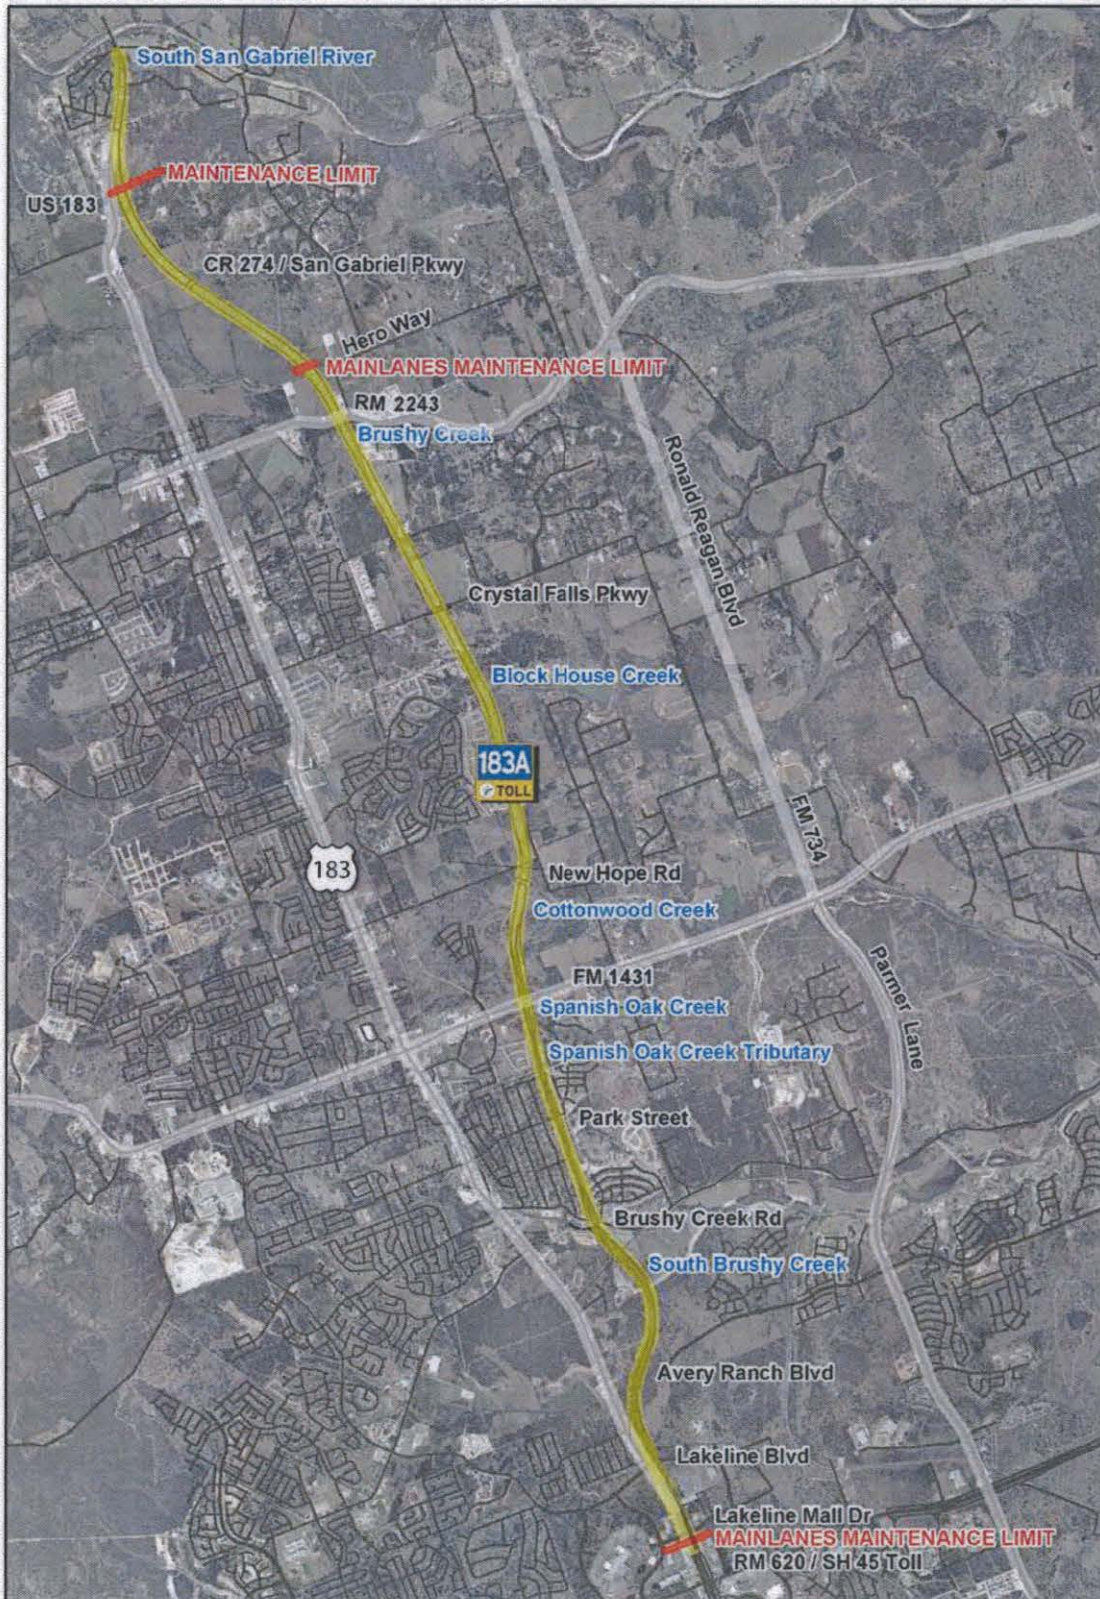 South San Gabriel River
MAINTENANCE LIMIT
US 183
CR 274 / San Gabriel Pkwy
Hero Way
MAINLANES MAINTENANCE LIMIT
RM 2243
Brushy Creek
Ronald Reagan Blvd
Crystal Falls Pkwy
Block House Creek
183A
TOLL
FM 734
183
New Hope Rd
Cottonwood Creek
FM 1431
Parmer Lane
Spanish Oak Creek
Spanish Oak Creek Tributary
Park Street
Brushy Creek Rd
South Brushy Creek
Avery Ranch Blvd
Lakeline Blvd
Lakeline Mall Dr
MAINLANES MAINTENANCE LIMIT
RM 620 / SH 45 Toll